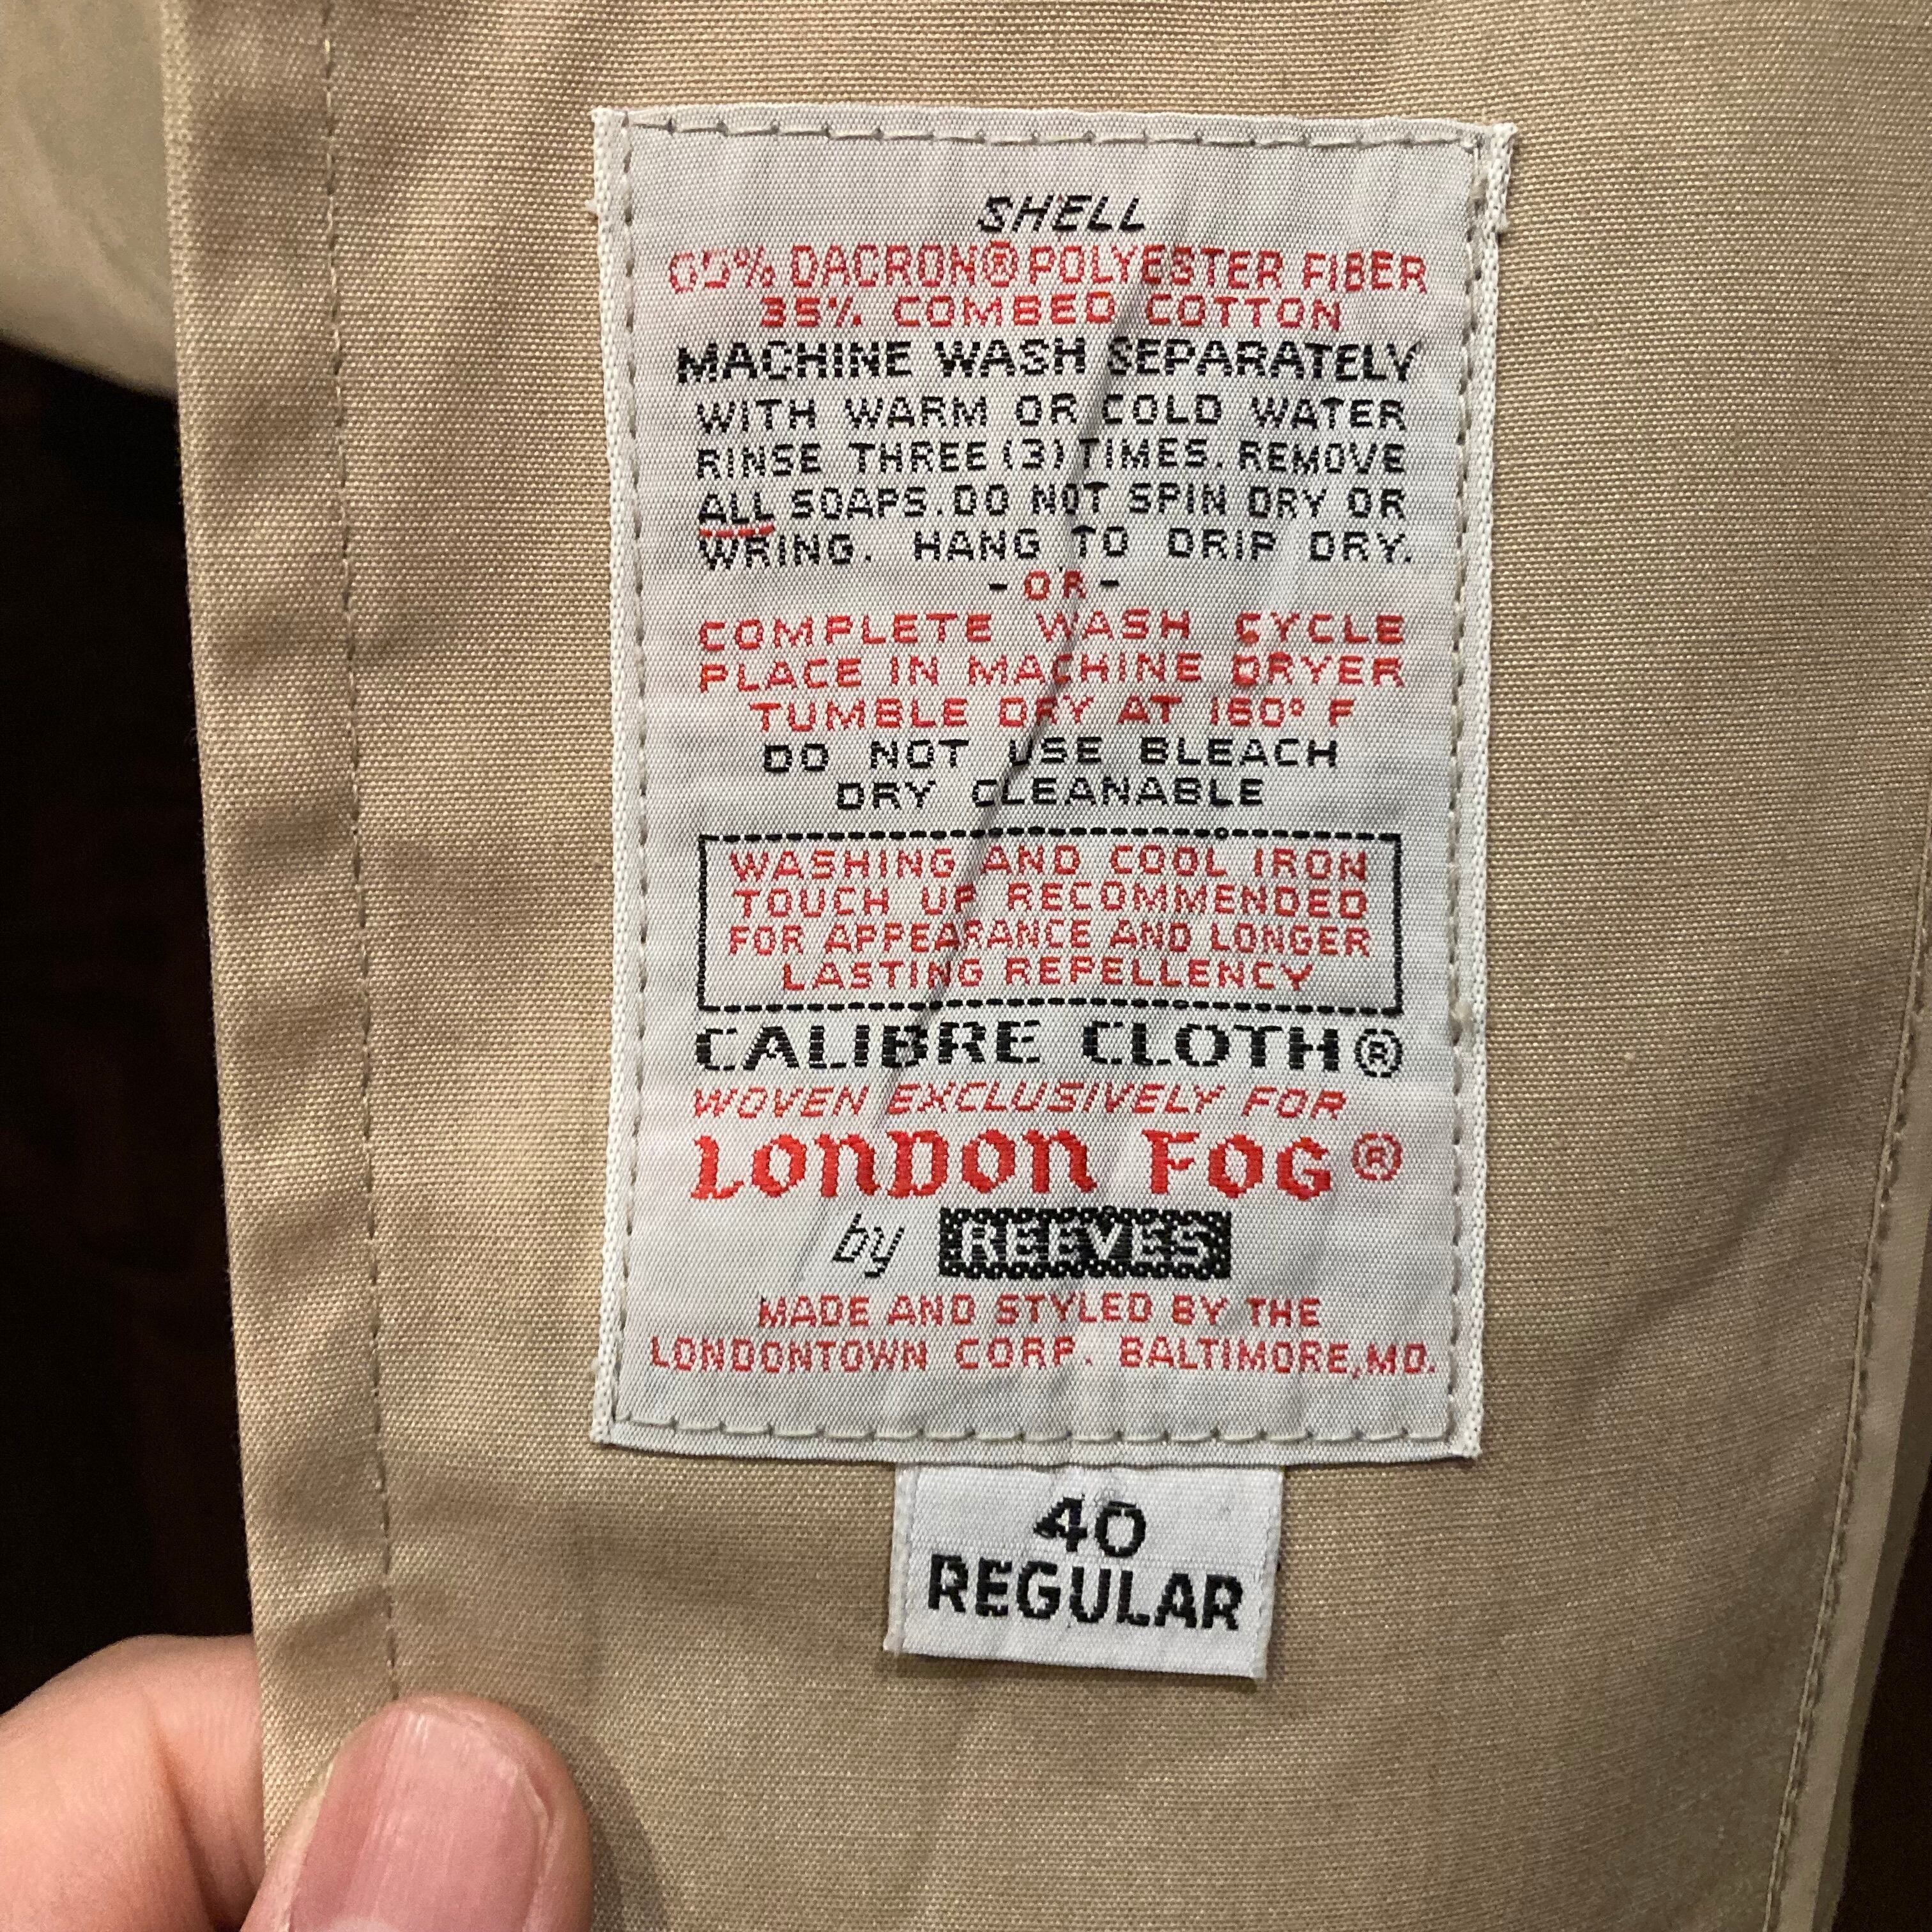 SHELL
65% DACRON® POLYESTER FIBER
35% COMBED COTTON
MACHINE WASH SEPARATELY
WITH WARM OR COLD WATER
RINSE THREE (3) TIMES. REMOVE
ALL SOAPS. DO NOT SPIN DRY OR
WRING. HANG TO DRIP DRY.
- OR -
COMPLETE WASH CYCLE
PLACE IN MACHINE DRYER
TUMBLE DRY AT 160° F
DO NOT USE BLEACH
DRY CLEANABLE
WASHING AND COOL IRON
TOUCH UP RECOMMENDED
FOR APPEARANCE AND LONGER
LASTING REPELLENCY
CALIBRE CLOTH®
WOVEN EXCLUSIVELY FOR
LONDON FOG®
by REEVES
MADE AND STYLED BY THE
LONDONTOWN CORP. BALTIMORE, MD.
40
REGULAR